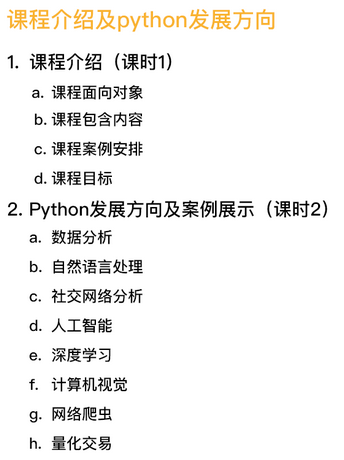 课程介绍及python发展方向
1. 课程介绍（课时1）
a. 课程面向对象
b. 课程包含内容
c. 课程案例安排
d. 课程目标
2. Python发展方向及案例展示（课时2）
a. 数据分析
b. 自然语言处理
c. 社交网络分析
d. 人工智能
e. 深度学习
f. 计算机视觉
g. 网络爬虫
h. 量化交易